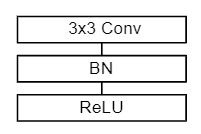 3x3 Conv
BN
ReLU